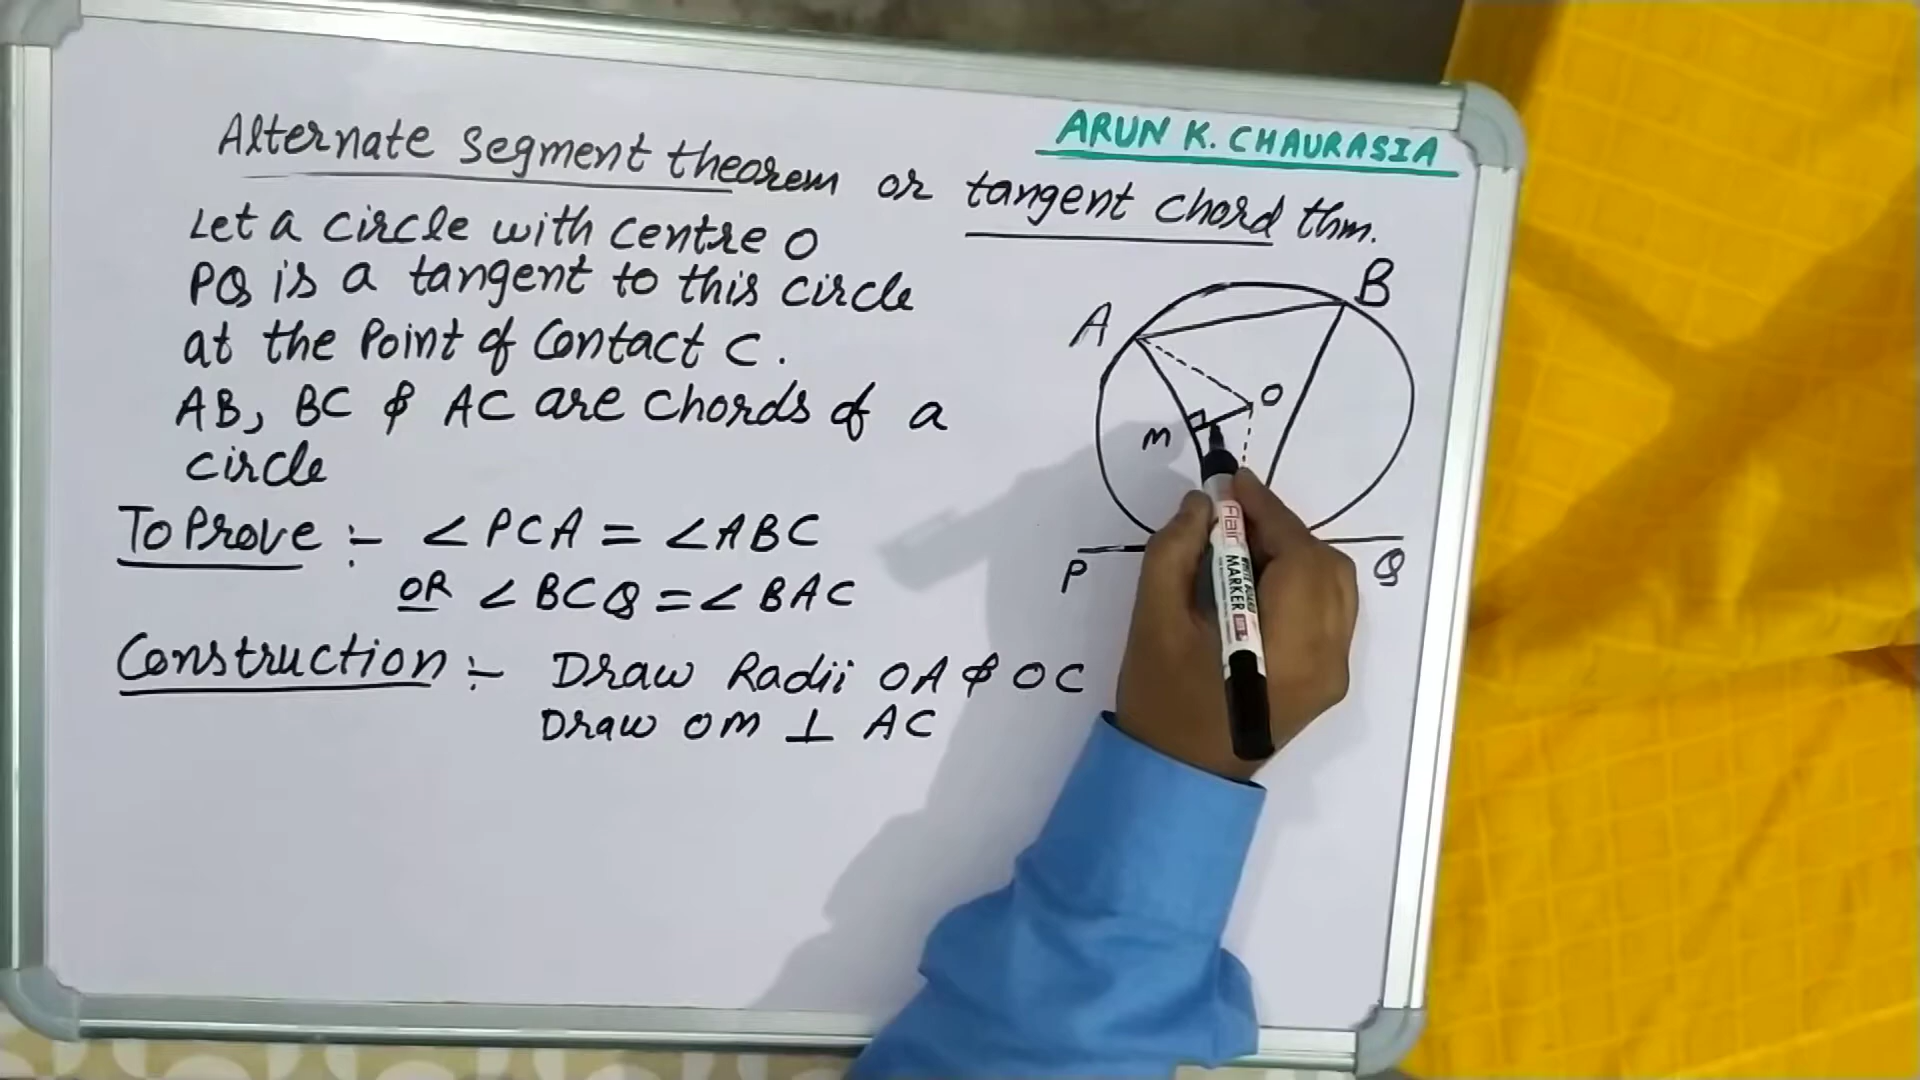 ARUN K. CHAURASIA
Alternate segment theorem or tangent chord thm.
Let a circle with centre O
PQ is a tangent to this circle
at the Point of Contact C.
AB, BC & AC are chords of a
circle
To Prove :- ∠PCA = ∠ABC
OR ∠BCQ = ∠BAC
Construction :- Draw Radii OA & OC
Draw OM ⊥ AC
A
B
O
M
P
Q
Flair
WHITE BOARD
MARKER